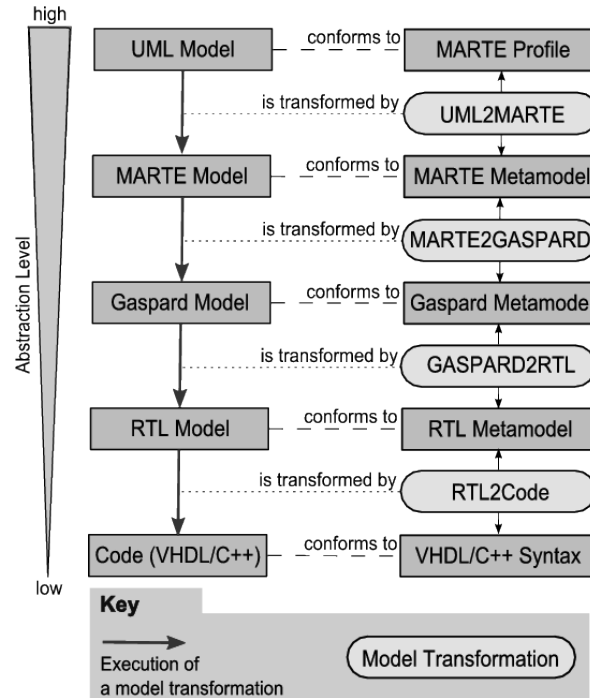 high
UML Model
conforms to
MARTE Profile
is transformed by
UML2MARTE
MARTE Model
conforms to
MARTE Metamodel
is transformed by
MARTE2GASPARD
Abstraction Level
Gaspard Model
conforms to
Gaspard Metamodel
is transformed by
GASPARD2RTL
RTL Model
conforms to
RTL Metamodel
is transformed by
RTL2Code
Code (VHDL/C++)
conforms to
VHDL/C++ Syntax
low
Key
Execution of
a model transformation
Model Transformation